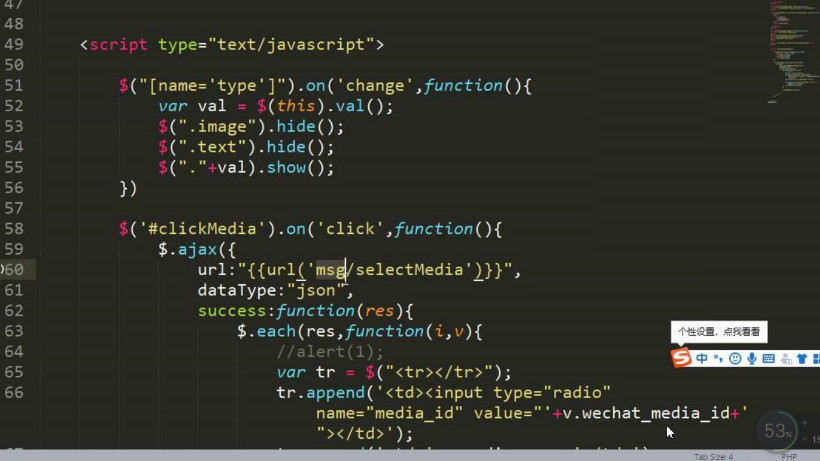 47
48
49 <script type="text/javascript">
50
51 $("[name='type']").on('change',function(){
52 var val = $(this).val();
53 $(".image").hide();
54 $(".text").hide();
55 $("."+val).show();
56 })
57
58 $('#clickMedia').on('click',function(){
59 $.ajax({
60 url:"{{url('msg/selectMedia')}}",
61 dataType:"json",
62 success:function(res){
63 $.each(res,function(i,v){
64 //alert(1);
65 var tr = $("<tr></tr>");
66 tr.append('<td><input type="radio"
name="media_id" value="'+v.wechat_media_id+'
"></td>');
个性设置，点我看看
中
53%
Tab Size: 4 PHP